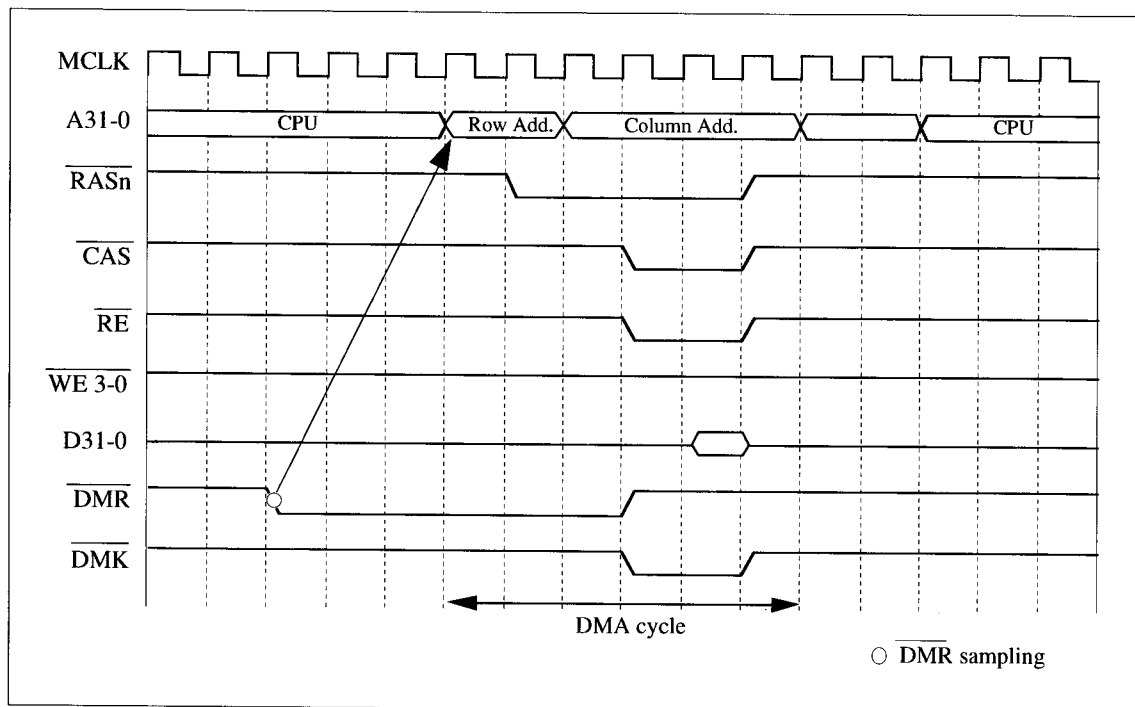 MCLK
A31-0 CPU Row Add. Column Add. CPU
RASn
CAS
RE
WE 3-0
D31-0
DMR
DMK
DMA cycle
DMR sampling